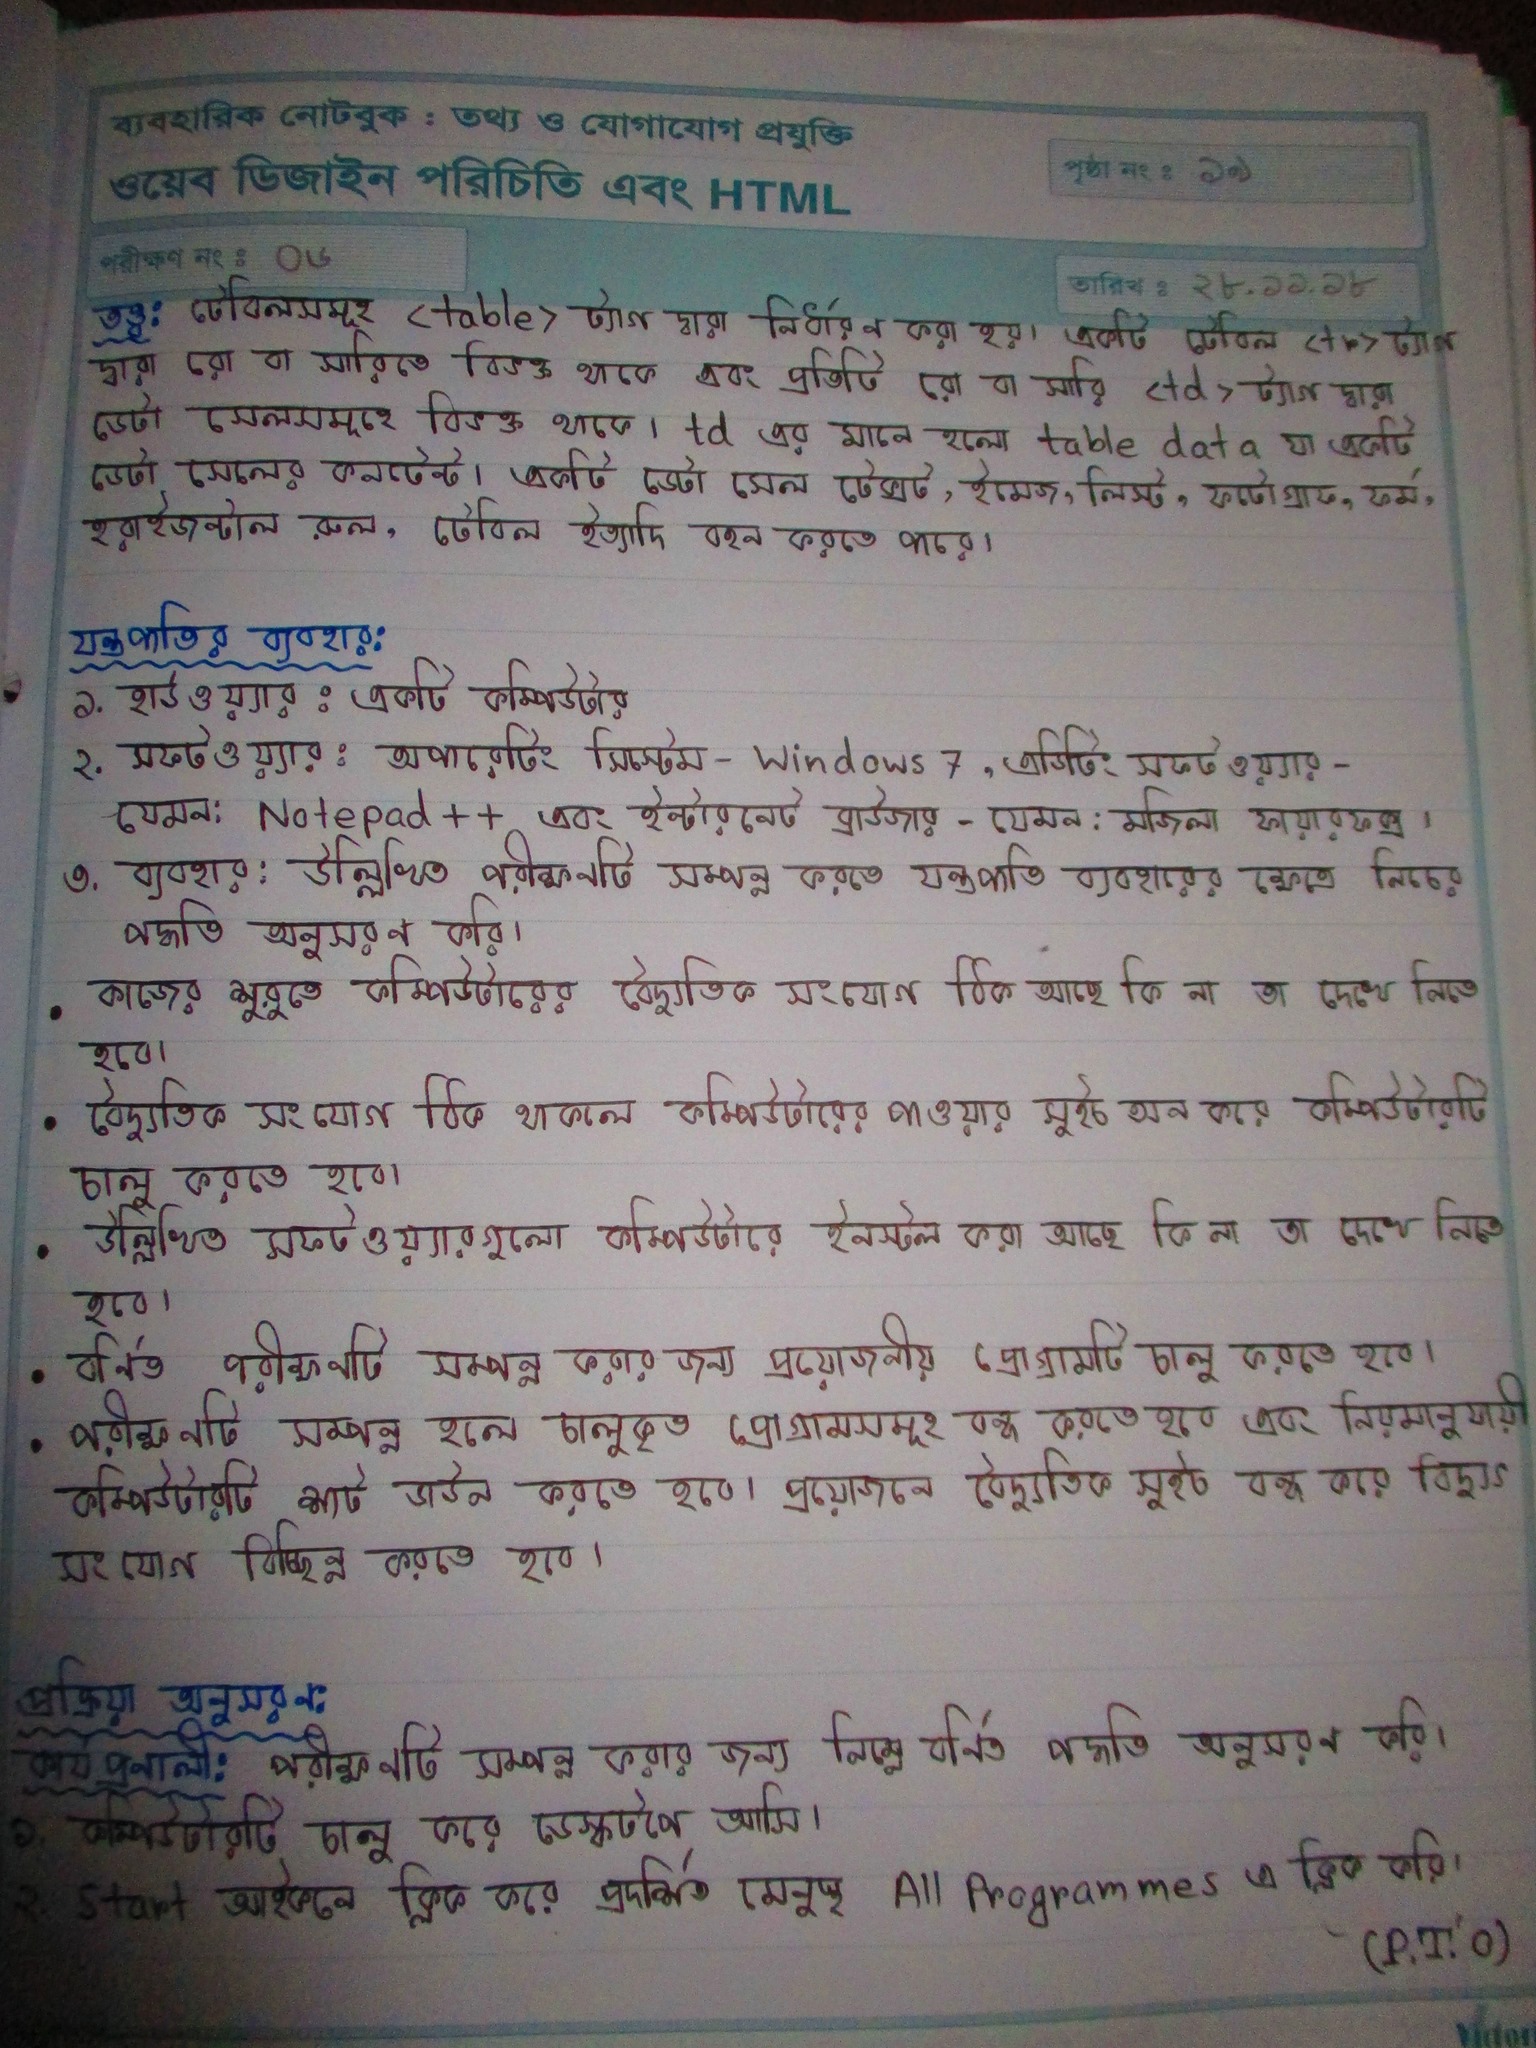 ব্যবহারিক নোটবুক : তথ্য ও যোগাযোগ প্রযুক্তি
ওয়েব ডিজাইন পরিচিতি এবং HTML
পৃষ্ঠা নং :
পরীক্ষণ নং : ০৬
তারিখ : ২৮.১১.১৮
তত্ত্ব: টেবিলসমূহ <table> ট্যাগ দ্বারা নির্ধারণ করা হয়। একটি টেবিল <tr> ট্যাগ
দ্বারা রো বা সারিতে বিভক্ত থাকে এবং প্রতিটি রো বা সারি <td> ট্যাগ দ্বারা
ডেটা সেলসমূহে বিভক্ত থাকে। td এর মানে হলো table data যা একটি
ডেটা সেলের কনটেন্ট। একটি ডেটা সেল টেক্সট, ইমেজ, লিস্ট, ফটোগ্রাফ, ফর্ম,
হরাইজন্টাল রুল, টেবিল ইত্যাদি বহন করতে পারে।
যন্ত্রপাতির ব্যবহার:
১. হার্ডওয়্যার : একটি কম্পিউটার
২. সফটওয়্যার : অপারেটিং সিস্টেম - Windows 7, এডিটিং সফটওয়্যার -
যেমন: Notepad++ এবং ইন্টারনেট ব্রাউজার - যেমন : মজিলা ফায়ারফক্স।
৩. ব্যবহার : উল্লিখিত পরীক্ষণটি সম্পন্ন করতে যন্ত্রপাতি ব্যবহারের ক্ষেত্রে নিচের
পদ্ধতি অনুসরণ করি।
• কাজের শুরুতে কম্পিউটারের বৈদ্যুতিক সংযোগ ঠিক আছে কি না তা দেখে নিতে
হবে।
• বৈদ্যুতিক সংযোগ ঠিক থাকলে কম্পিউটারের পাওয়ার সুইচ অন করে কম্পিউটারটি
চালু করতে হবে।
• উল্লিখিত সফটওয়্যারগুলো কম্পিউটারে ইনস্টল করা আছে কি না তা দেখে নিতে
হবে।
• বর্ণিত পরীক্ষণটি সম্পন্ন করার জন্য প্রয়োজনীয় প্রোগ্রামটি চালু করতে হবে।
• পরীক্ষণটি সম্পন্ন হলে চালুকৃত প্রোগ্রামসমূহ বন্ধ করতে হবে এবং নিয়মানুযায়ী
কম্পিউটারটি শাট ডাউন করতে হবে। প্রয়োজনে বৈদ্যুতিক সুইচ বন্ধ করে বিদ্যুৎ
সংযোগ বিচ্ছিন্ন করতে হবে।
প্রক্রিয়া অনুসরণ:
কার্যপ্রণালী: পরীক্ষণটি সম্পন্ন করার জন্য নিম্নে বর্ণিত পদ্ধতি অনুসরণ করি।
১. কম্পিউটারটি চালু করে ডেস্কটপে আসি।
২. Start আইকনে ক্লিক করে প্রদর্শিত মেনুস্থ All Programmes এ ক্লিক করি।
(P.T.O)